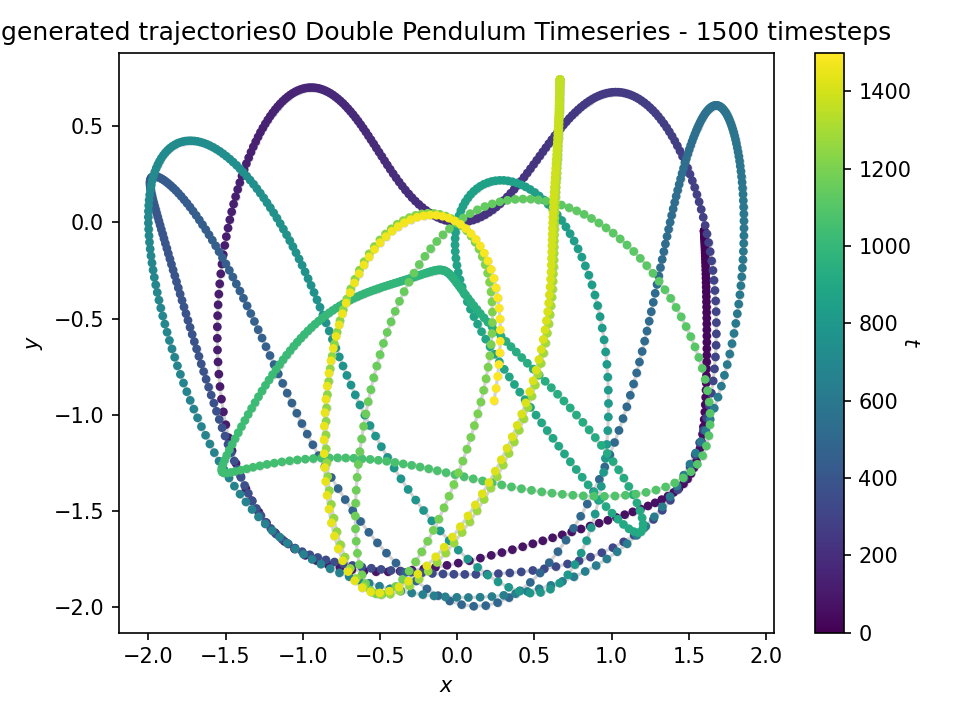 generated trajectories0 Double Pendulum Timeseries - 1500 timesteps
0.5
0.0
−0.5
−1.0
−1.5
−2.0
y
−2.0 −1.5 −1.0 −0.5 0.0 0.5 1.0 1.5 2.0
x
1400
1200
1000
800
600
400
200
0
t